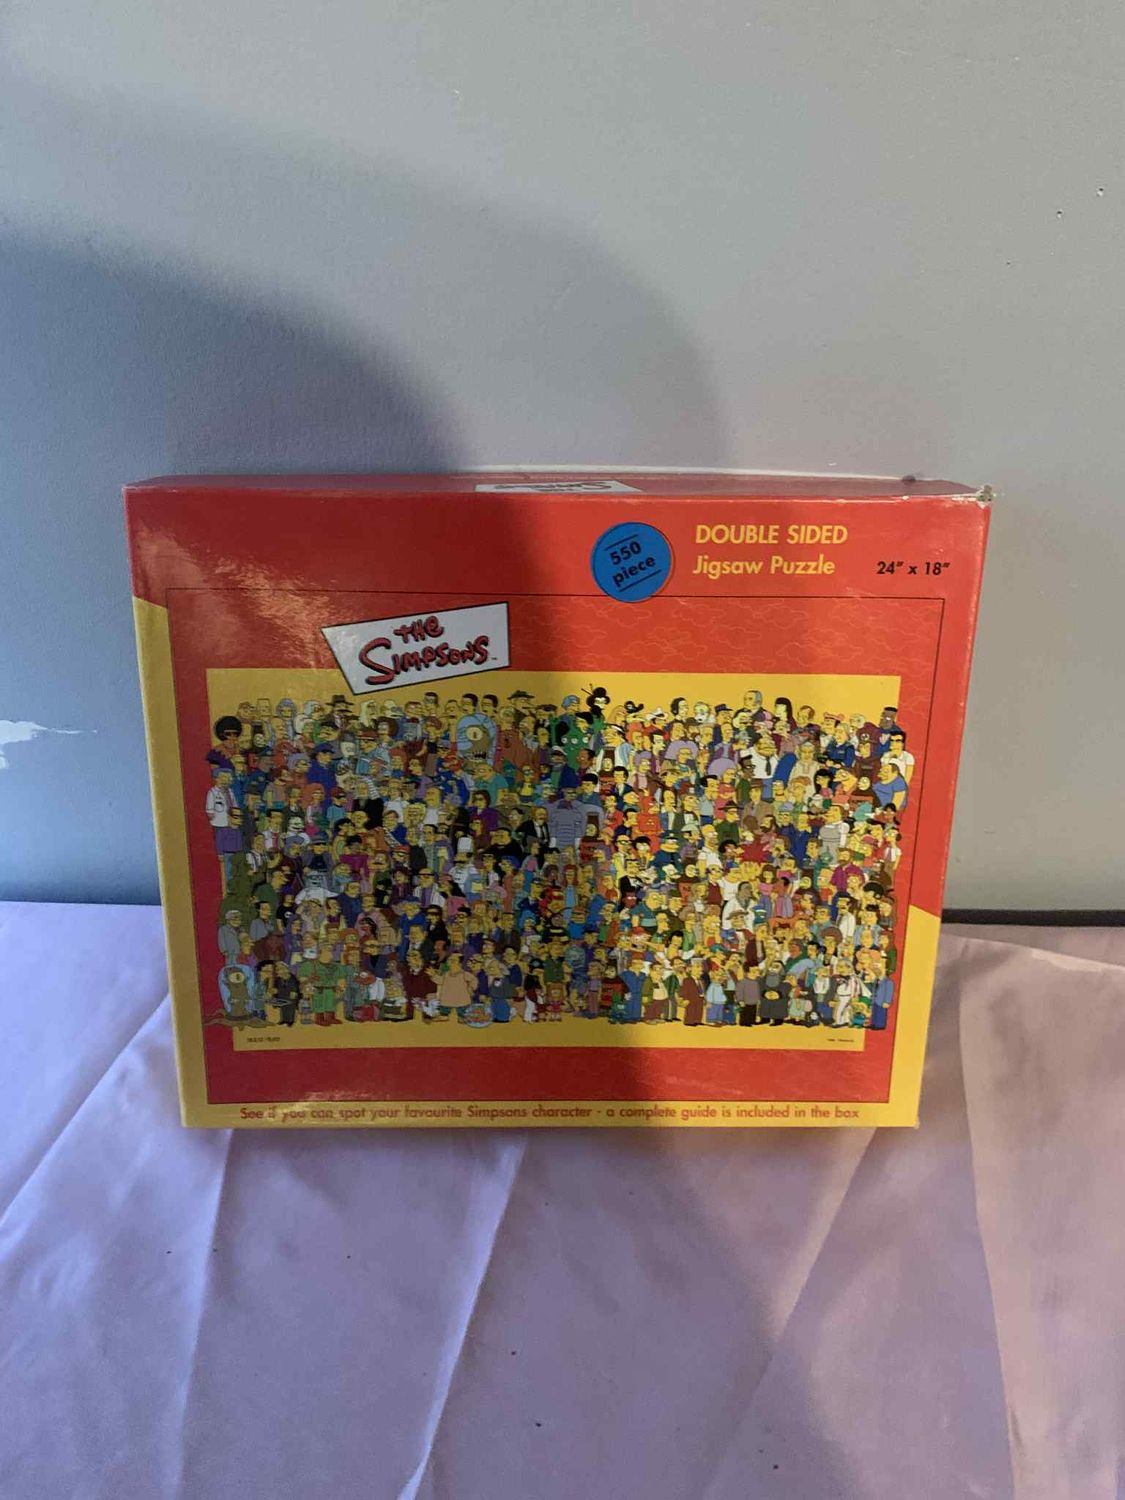 DOUBLE SIDED
550
piece
Jigsaw Puzzle
24" x 18"
THE
SIMPSONS
TM
See if you can spot your favourite Simpsons character - a complete guide is included in the box